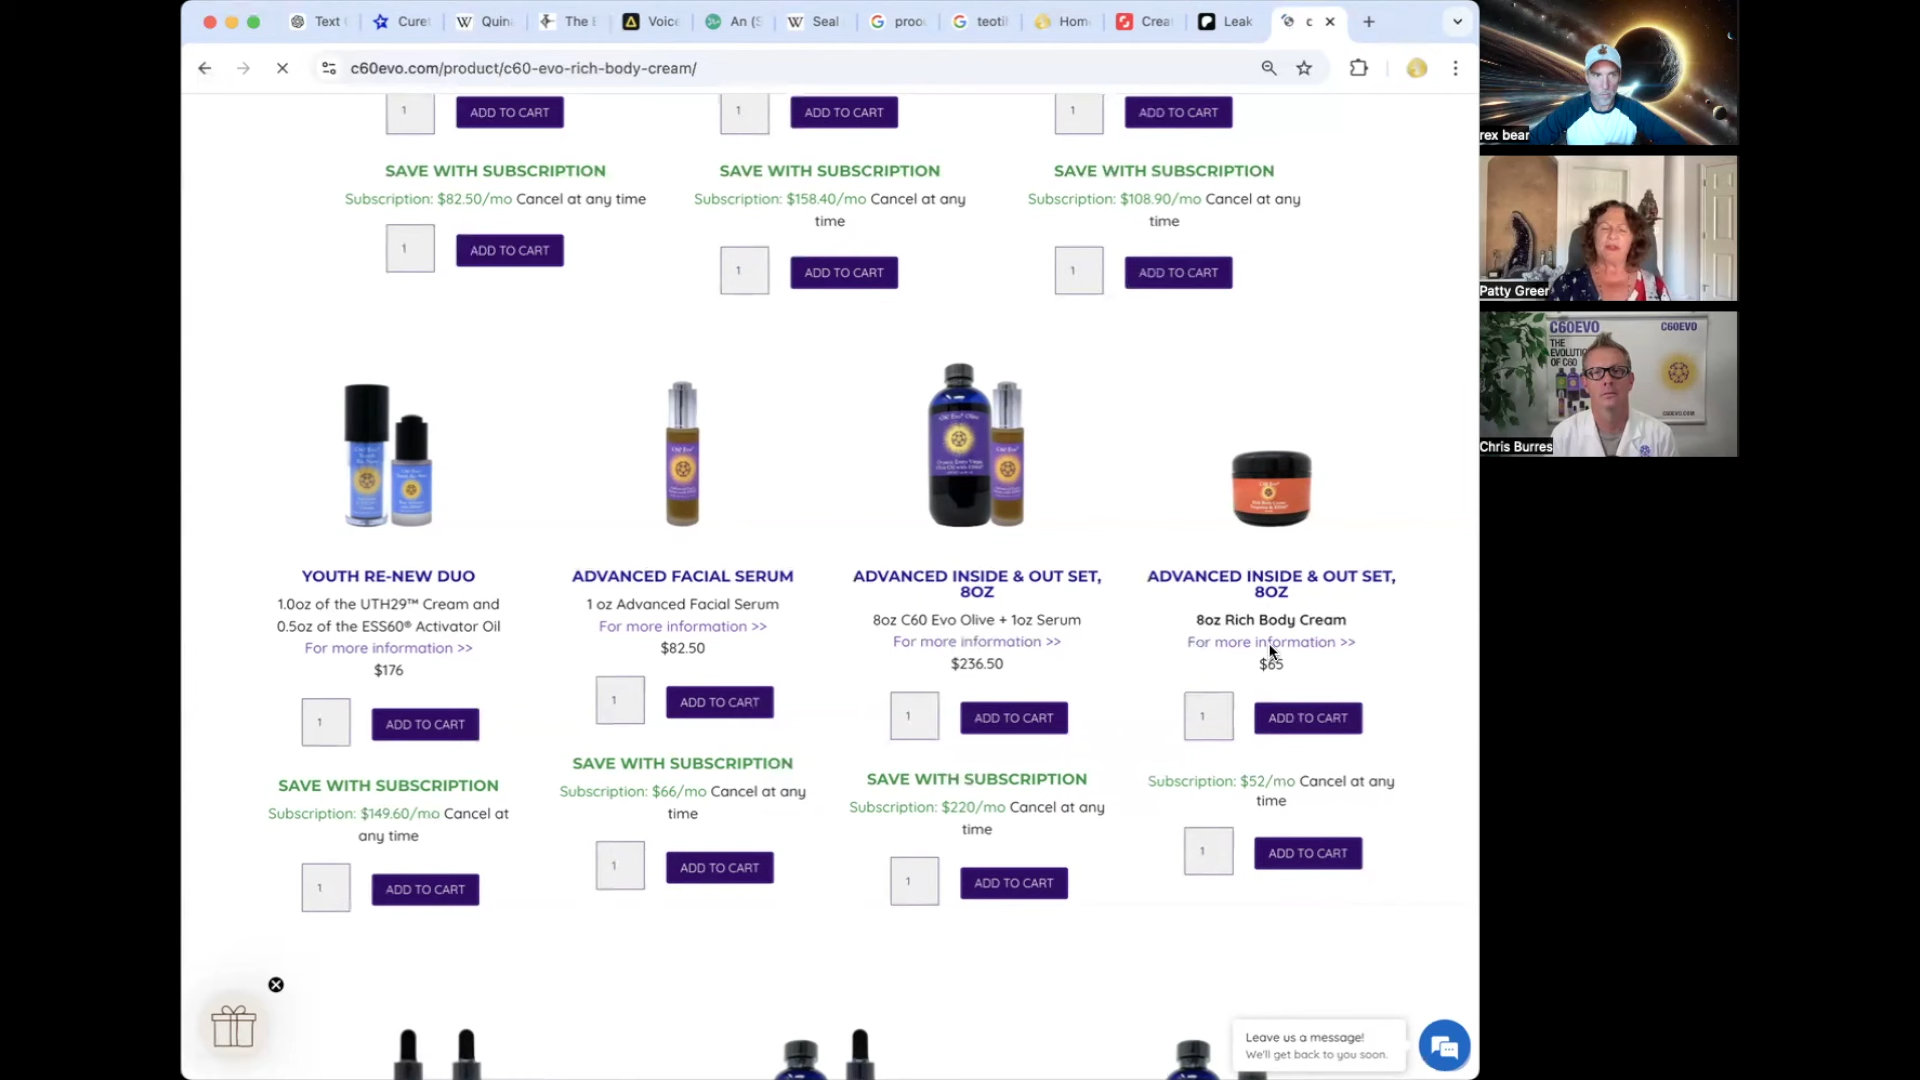 Text
Cure
Quin
The E
Voice
An (S
Seal
proo
teoti
Hom
Crea
Leak
c
c60evo.com/product/c60-evo-rich-body-cream/
1
ADD TO CART
1
ADD TO CART
1
ADD TO CART
SAVE WITH SUBSCRIPTION
Subscription: $82.50/mo Cancel at any time
1
ADD TO CART
SAVE WITH SUBSCRIPTION
Subscription: $158.40/mo Cancel at any
time
1
ADD TO CART
SAVE WITH SUBSCRIPTION
Subscription: $108.90/mo Cancel at any
time
1
ADD TO CART
YOUTH RE-NEW DUO
1.0oz of the UTH29™ Cream and
0.5oz of the ESS60® Activator Oil
For more information >>
$176
1
ADD TO CART
SAVE WITH SUBSCRIPTION
Subscription: $149.60/mo Cancel at
any time
1
ADD TO CART
ADVANCED FACIAL SERUM
1 oz Advanced Facial Serum
For more information >>
$82.50
1
ADD TO CART
SAVE WITH SUBSCRIPTION
Subscription: $66/mo Cancel at any
time
1
ADD TO CART
ADVANCED INSIDE & OUT SET,
8OZ
8oz C60 Evo Olive + 1oz Serum
For more information >>
$236.50
1
ADD TO CART
SAVE WITH SUBSCRIPTION
Subscription: $220/mo Cancel at any
time
1
ADD TO CART
ADVANCED INSIDE & OUT SET,
8OZ
8oz Rich Body Cream
For more information >>
$65
1
ADD TO CART
Subscription: $52/mo Cancel at any
time
1
ADD TO CART
Leave us a message!
We'll get back to you soon.
rex bear
Patty Greer
C60EVO
THE
EVOLUTI
OF C60
C60EVO
C60EVO.COM
Chris Burres